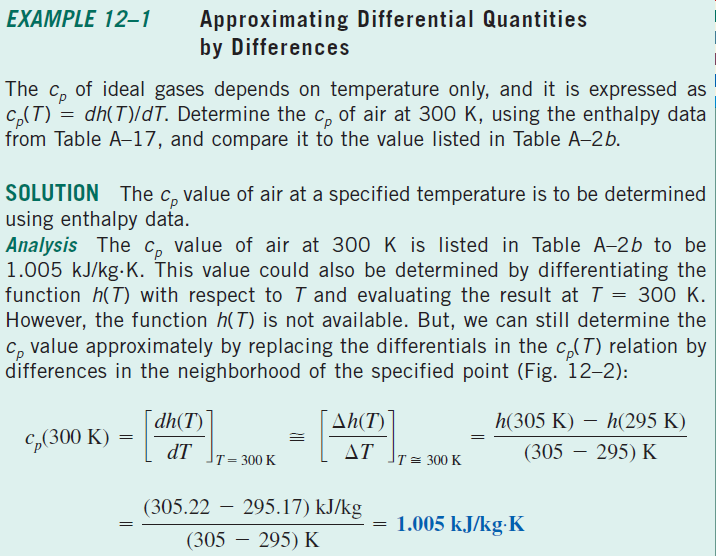 EXAMPLE 12–1 Approximating Differential Quantities
by Differences
The cₚ of ideal gases depends on temperature only, and it is expressed as
cₚ(T) = dh(T)/dT. Determine the cₚ of air at 300 K, using the enthalpy data
from Table A–17, and compare it to the value listed in Table A–2b.
SOLUTION The cₚ value of air at a specified temperature is to be determined
using enthalpy data.
Analysis The cₚ value of air at 300 K is listed in Table A–2b to be
1.005 kJ/kg·K. This value could also be determined by differentiating the
function h(T) with respect to T and evaluating the result at T = 300 K.
However, the function h(T) is not available. But, we can still determine the
cₚ value approximately by replacing the differentials in the cₚ(T) relation by
differences in the neighborhood of the specified point (Fig. 12–2):
cₚ(300 K) = [dh(T)/dT]T = 300 K ≅ [Δh(T)/ΔT]T ≅ 300 K = h(305 K) − h(295 K)/(305 − 295) K
= (305.22 − 295.17) kJ/kg/(305 − 295) K = 1.005 kJ/kg·K